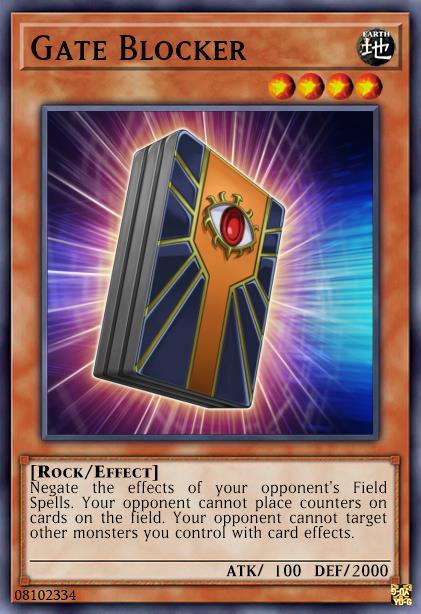 GATE BLOCKER
EARTH
地
[ROCK/EFFECT]
Negate the effects of your opponent's Field
Spells. Your opponent cannot place counters on
cards on the field. Your opponent cannot target
other monsters you control with card effects.
ATK/ 100 DEF/2000
08102334